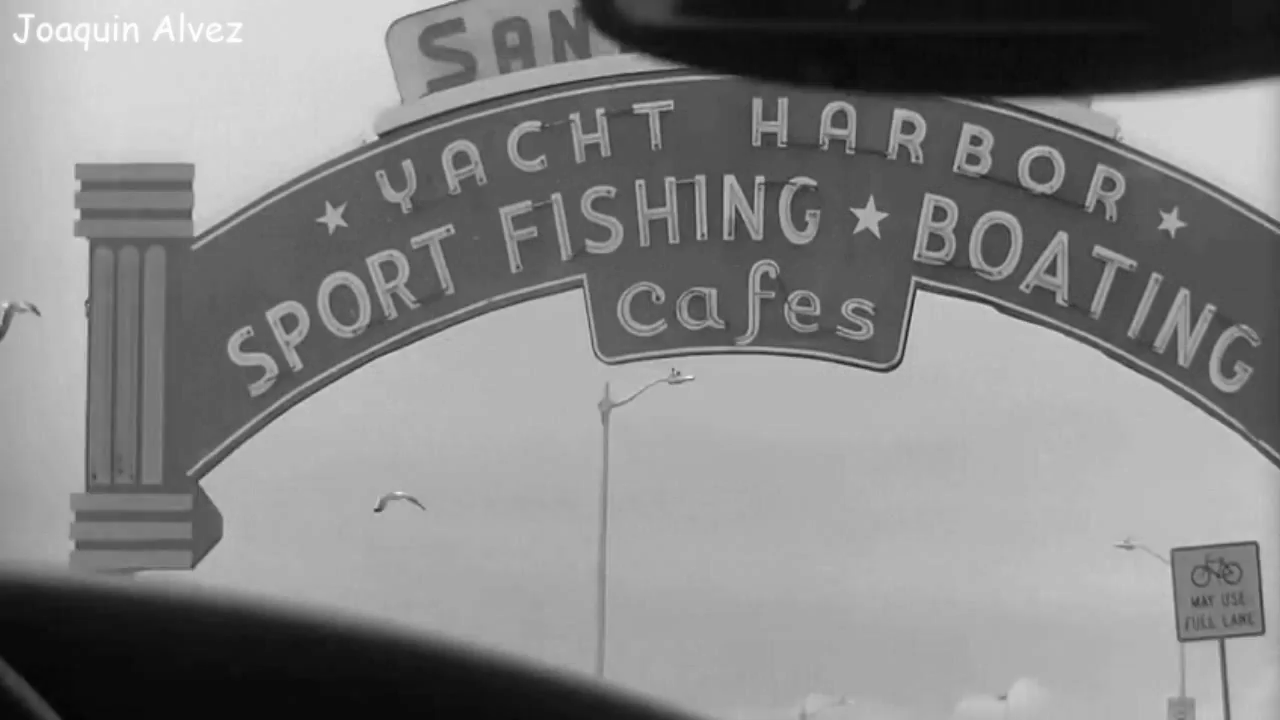 Joaquin Alvez
SAN
YACHT HARBOR
SPORT FISHING ★ BOATING
cafes
MAY USE
FULL LANE